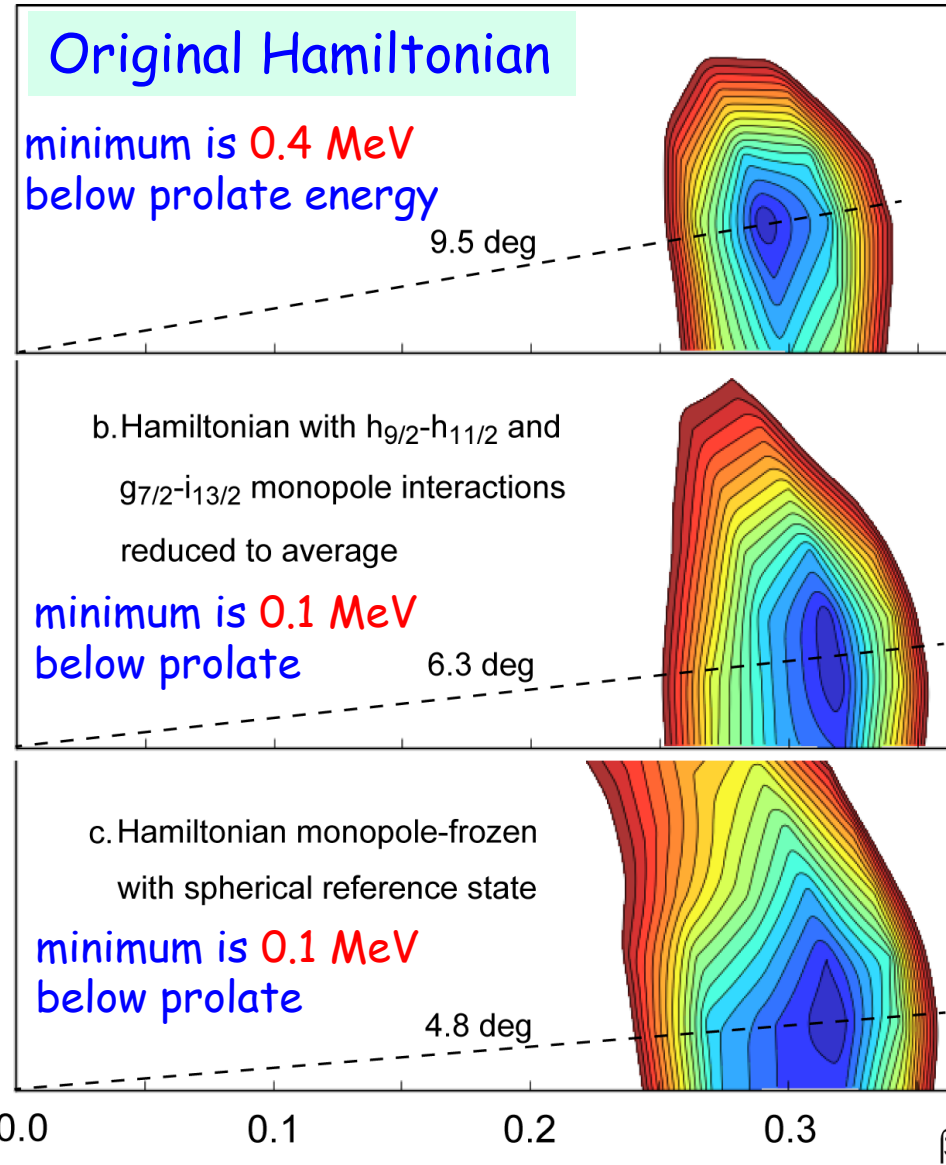 Original Hamiltonian
minimum is 0.4 MeV
below prolate energy
9.5 deg
b. Hamiltonian with h9/2-h11/2 and
g7/2-i13/2 monopole interactions
reduced to average
minimum is 0.1 MeV
below prolate
6.3 deg
c. Hamiltonian monopole-frozen
with spherical reference state
minimum is 0.1 MeV
below prolate
4.8 deg
0.0 0.1 0.2 0.3